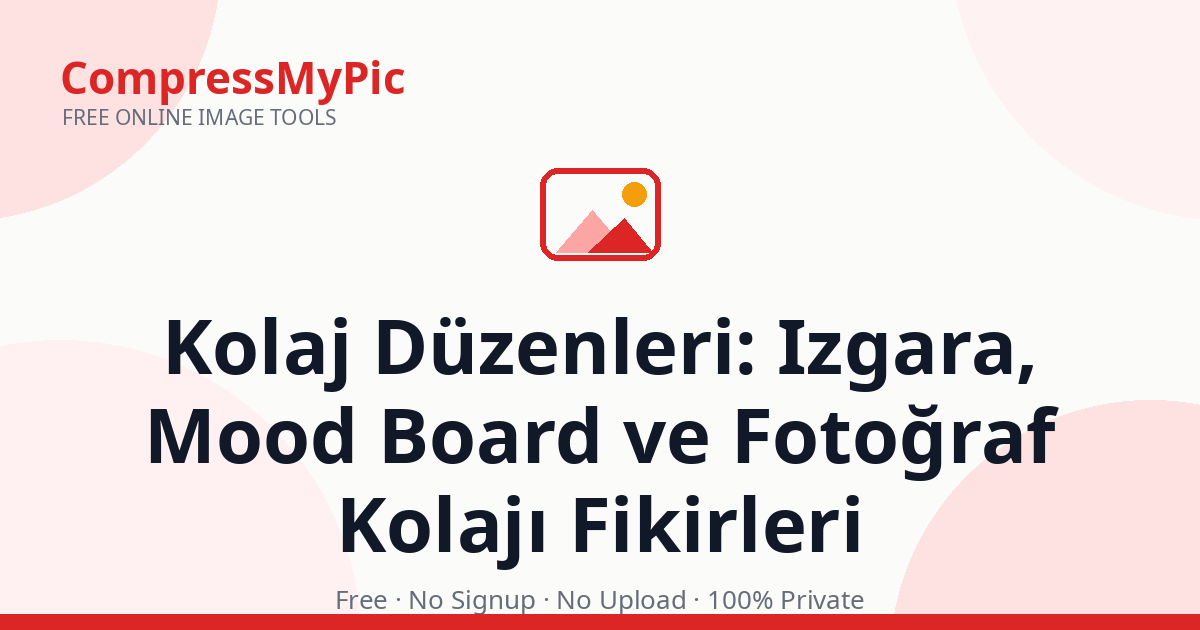 CompressMyPic
FREE ONLINE IMAGE TOOLS
Kolaj Düzenleri: Izgara,
Mood Board ve Fotoğraf
Kolajı Fikirleri
Free · No Signup · No Upload · 100% Private